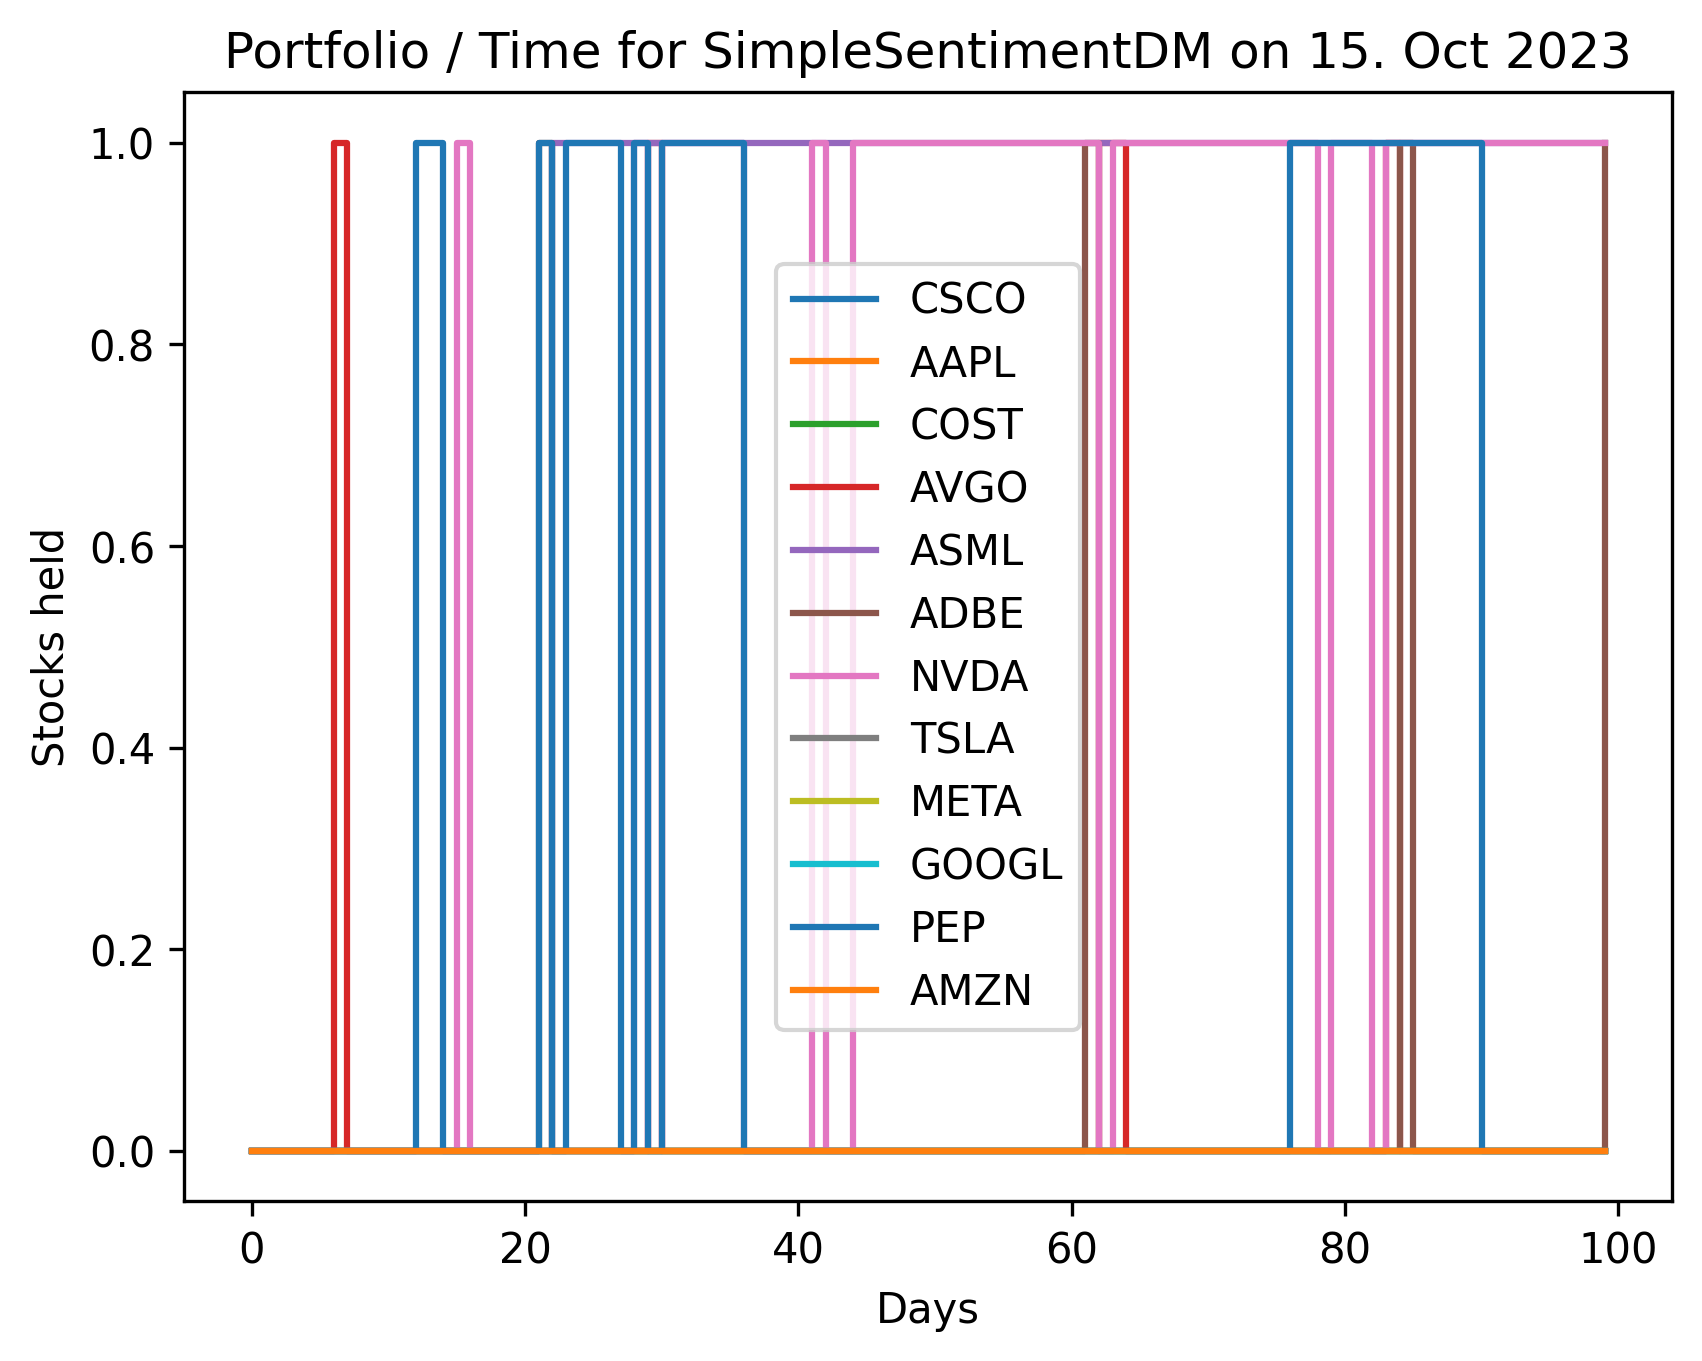 Portfolio / Time for SimpleSentimentDM on 15. Oct 2023
1.0
0.8
0.6
0.4
0.2
0.0
Stocks held
CSCO
AAPL
COST
AVGO
ASML
ADBE
NVDA
TSLA
META
GOOGL
PEP
AMZN
0 20 40 60 80 100
Days